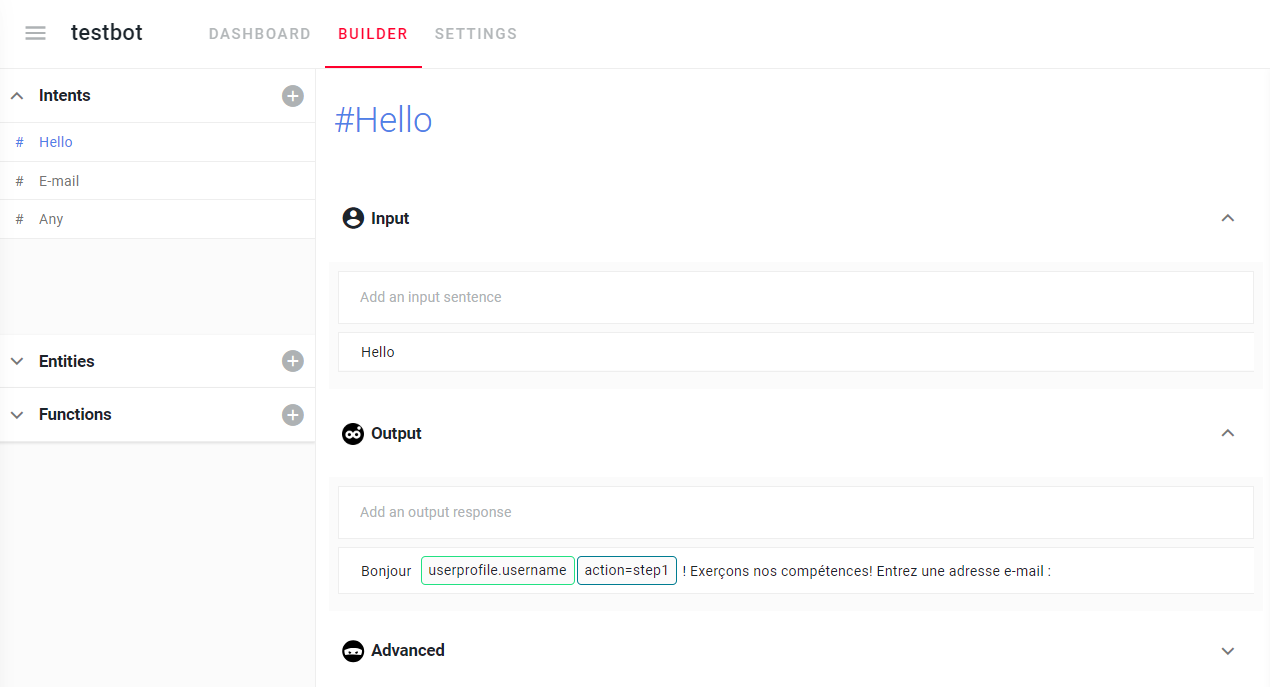 testbot DASHBOARD BUILDER SETTINGS
Intents
# Hello
# E-mail
# Any
Entities
Functions
#Hello
Input
Add an input sentence
Hello
Output
Add an output response
Bonjour userprofile.username action=step1 ! Exerçons nos compétences! Entrez une adresse e-mail :
Advanced